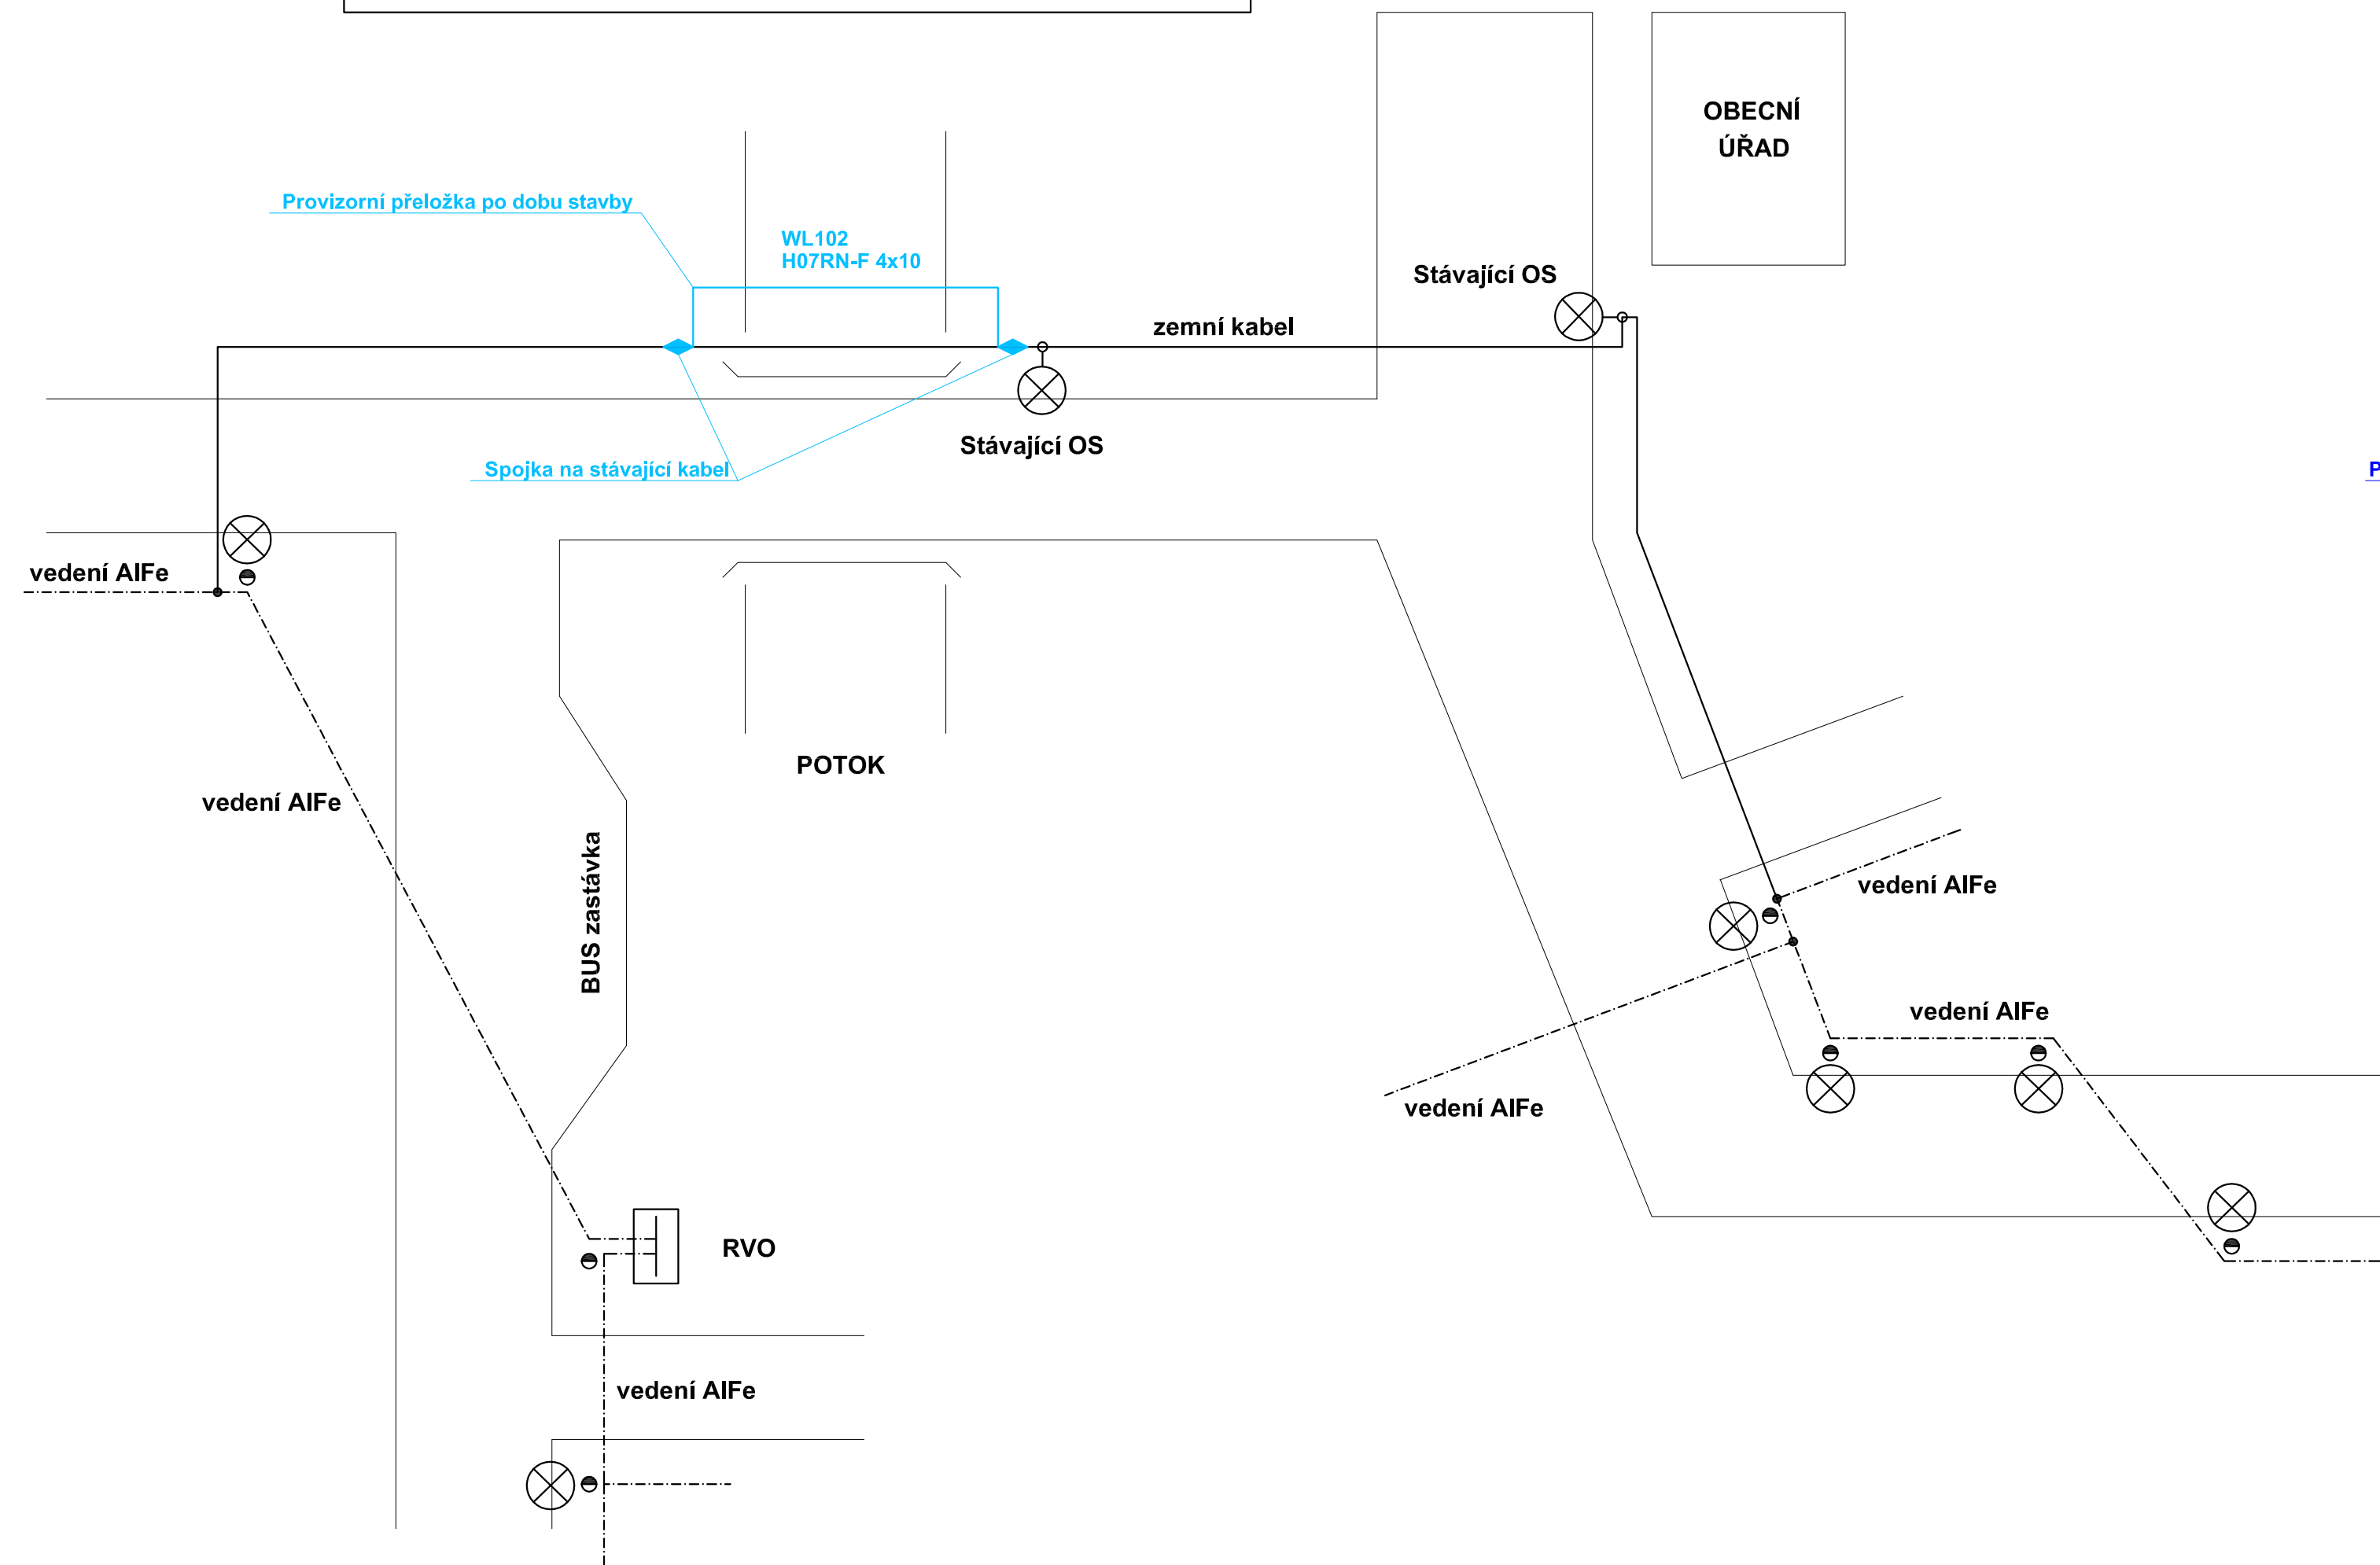 OBECNÍ
ÚŘAD
Provizorní přeložka po dobu stavby
WL102
H07RN-F 4x10
Stávající OS
zemní kabel
Stávající OS
Spojka na stávající kabel
P
vedení AlFe
POTOK
vedení AlFe
BUS zastávka
vedení AlFe
vedení AlFe
vedení AlFe
RVO
vedení AlFe